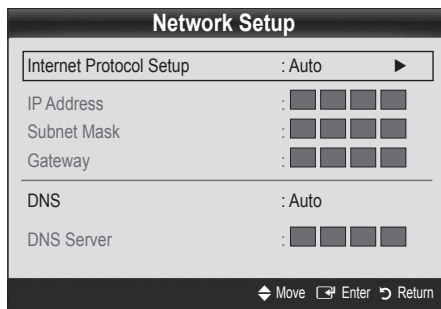 Network Setup
Internet Protocol Setup : Auto ▶
IP Address :
Subnet Mask :
Gateway :
DNS : Auto
DNS Server :
Move Enter Return